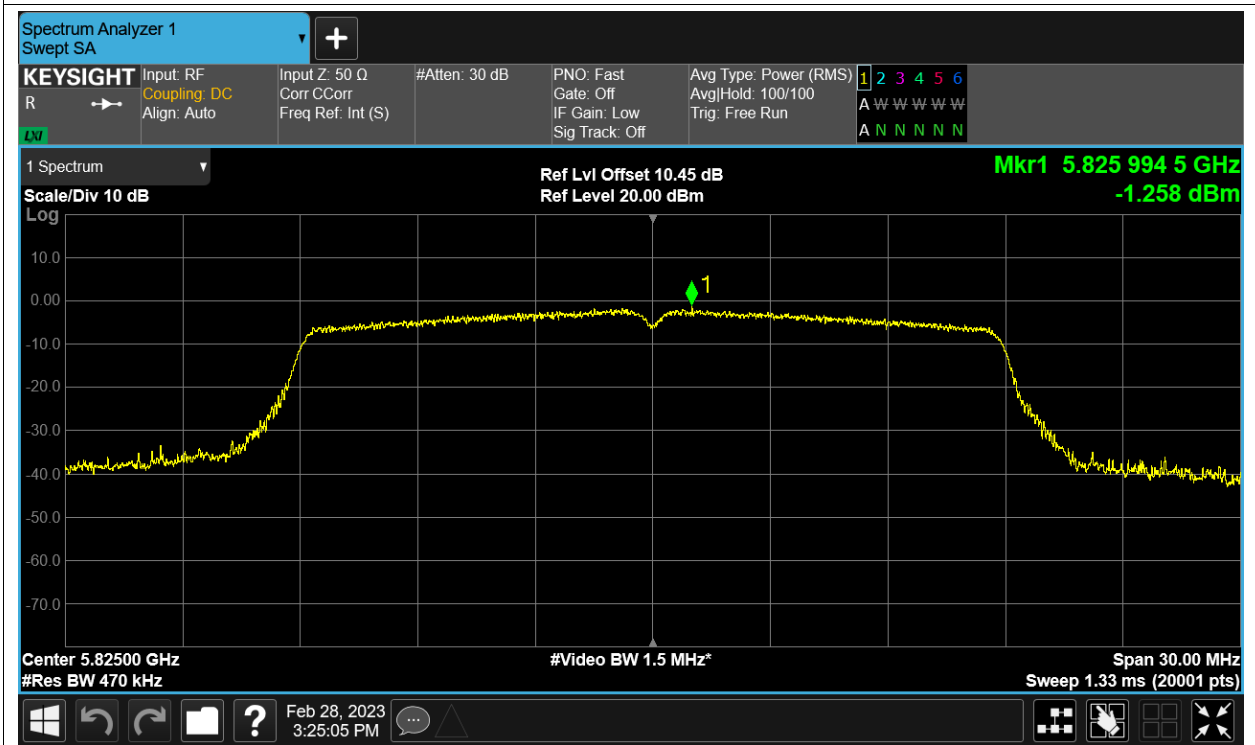 Spectrum Analyzer 1
Swept SA
KEYSIGHT
R
LXI
Input: RF
Coupling: DC
Align: Auto
Input Z: 50 Ω
Corr CCorr
Freq Ref: Int (S)
#Atten: 30 dB
PNO: Fast
Gate: Off
IF Gain: Low
Sig Track: Off
Avg Type: Power (RMS)
Avg|Hold: 100/100
Trig: Free Run
1 2 3 4 5 6
A W W W W W
A N N N N N
1 Spectrum
Scale/Div 10 dB
Log
Ref Lvl Offset 10.45 dB
Ref Level 20.00 dBm
Mkr1 5.825 994 5 GHz
-1.258 dBm
1
10.0
0.00
-10.0
-20.0
-30.0
-40.0
-50.0
-60.0
-70.0
Center 5.82500 GHz
#Res BW 470 kHz
#Video BW 1.5 MHz*
Span 30.00 MHz
Sweep 1.33 ms (20001 pts)
?
Feb 28, 2023
3:25:05 PM